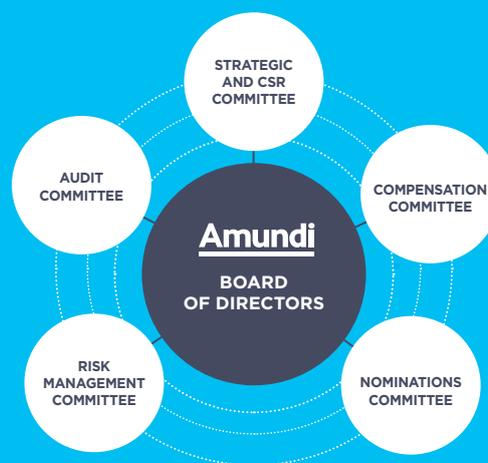 STRATEGIC
AND CSR
COMMITTEE
AUDIT
COMMITTEE
COMPENSATION
COMMITTEE
Amundi
BOARD
OF DIRECTORS
RISK
MANAGEMENT
COMMITTEE
NOMINATIONS
COMMITTEE